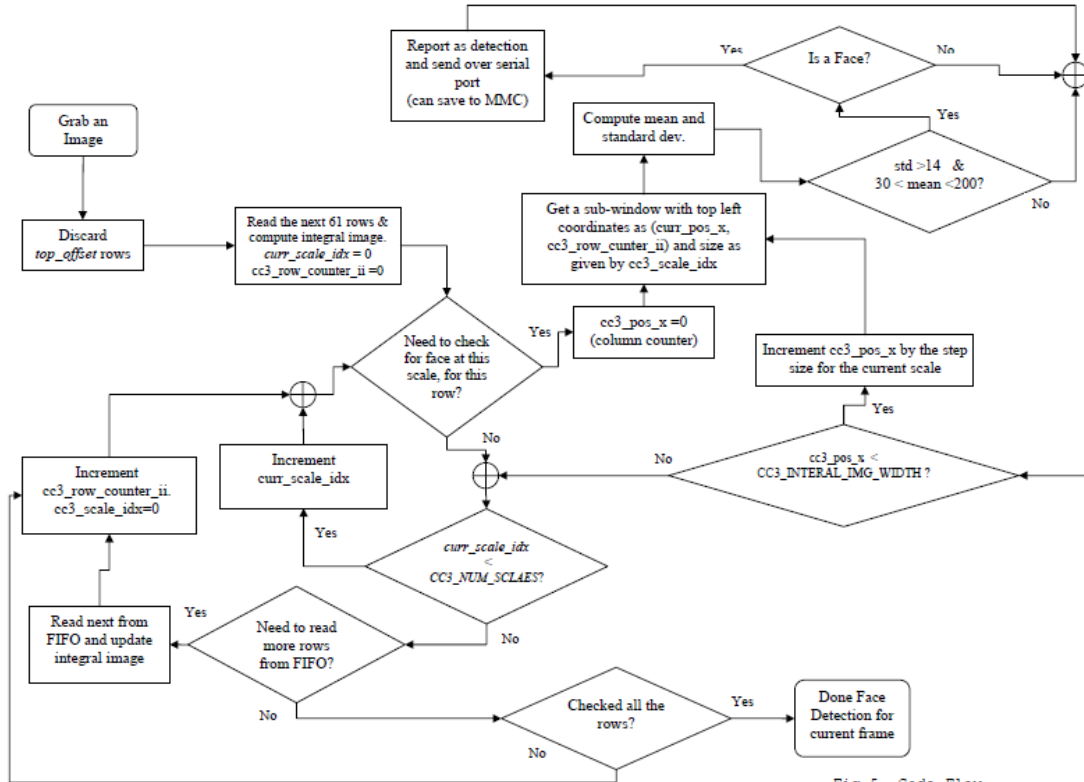 Report as detection
and send over serial
port
(can save to MMC)
Yes
Is a Face?
No
Grab an
Image
Compute mean and
standard dev.
Yes
std >14 &
30 < mean <200?
No
Discard
top_offset rows
Read the next 61 rows &
compute integral image.
curr_scale_idx = 0
cc3_row_counter_ii =0
Get a sub-window with top left
coordinates as (curr_pos_x,
cc3_row_cunter_ii) and size as
given by cc3_scale_idx
Need to check
for face at this
scale, for this
row?
Yes
cc3_pos_x =0
(column counter)
Increment cc3_pos_x by the step
size for the current scale
Yes
No
Increment
cc3_row_counter_ii.
cc3_scale_idx=0
Increment
curr_scale_idx
No
cc3_pos_x <
CC3_INTERAL_IMG_WIDTH ?
Yes
curr_scale_idx
<
CC3_NUM_SCLAES?
Read next from
FIFO and update
integral image
Yes
Need to read
more rows
from FIFO?
No
No
Checked all the
rows?
Yes
Done Face
Detection for
current frame
No